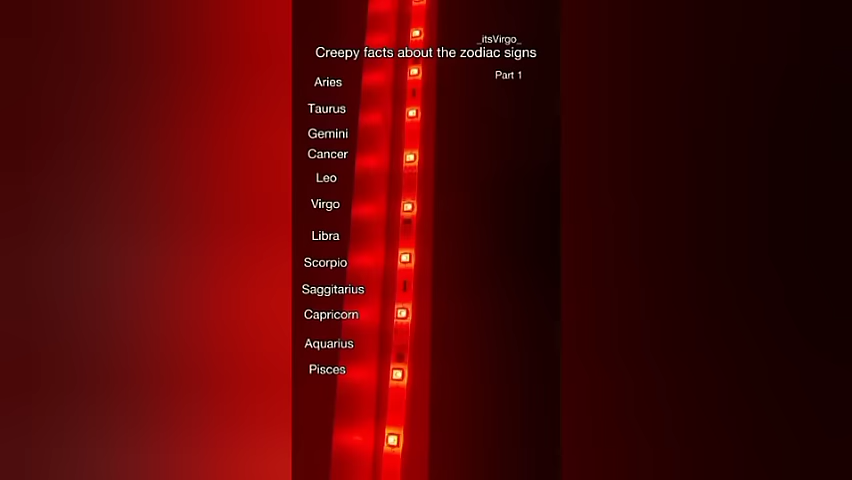 _itsVirgo_
Creepy facts about the zodiac signs
Part 1
Aries
Taurus
Gemini
Cancer
Leo
Virgo
Libra
Scorpio
Saggitarius
Capricorn
Aquarius
Pisces